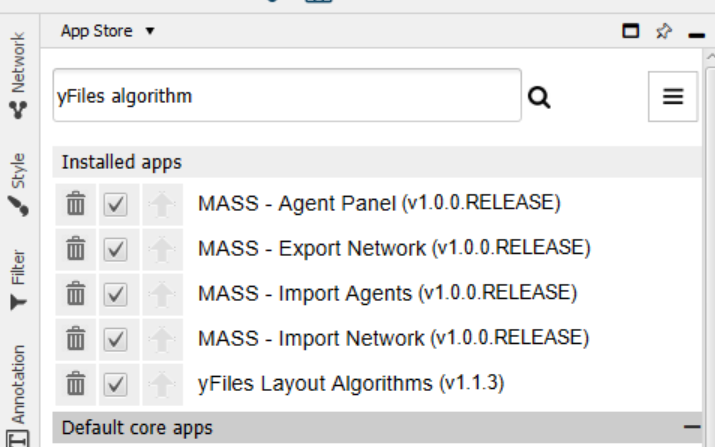 App Store
yFiles algorithm
Installed apps
MASS - Agent Panel (v1.0.0.RELEASE)
MASS - Export Network (v1.0.0.RELEASE)
MASS - Import Agents (v1.0.0.RELEASE)
MASS - Import Network (v1.0.0.RELEASE)
yFiles Layout Algorithms (v1.1.3)
Default core apps
Network
Style
Filter
Annotation